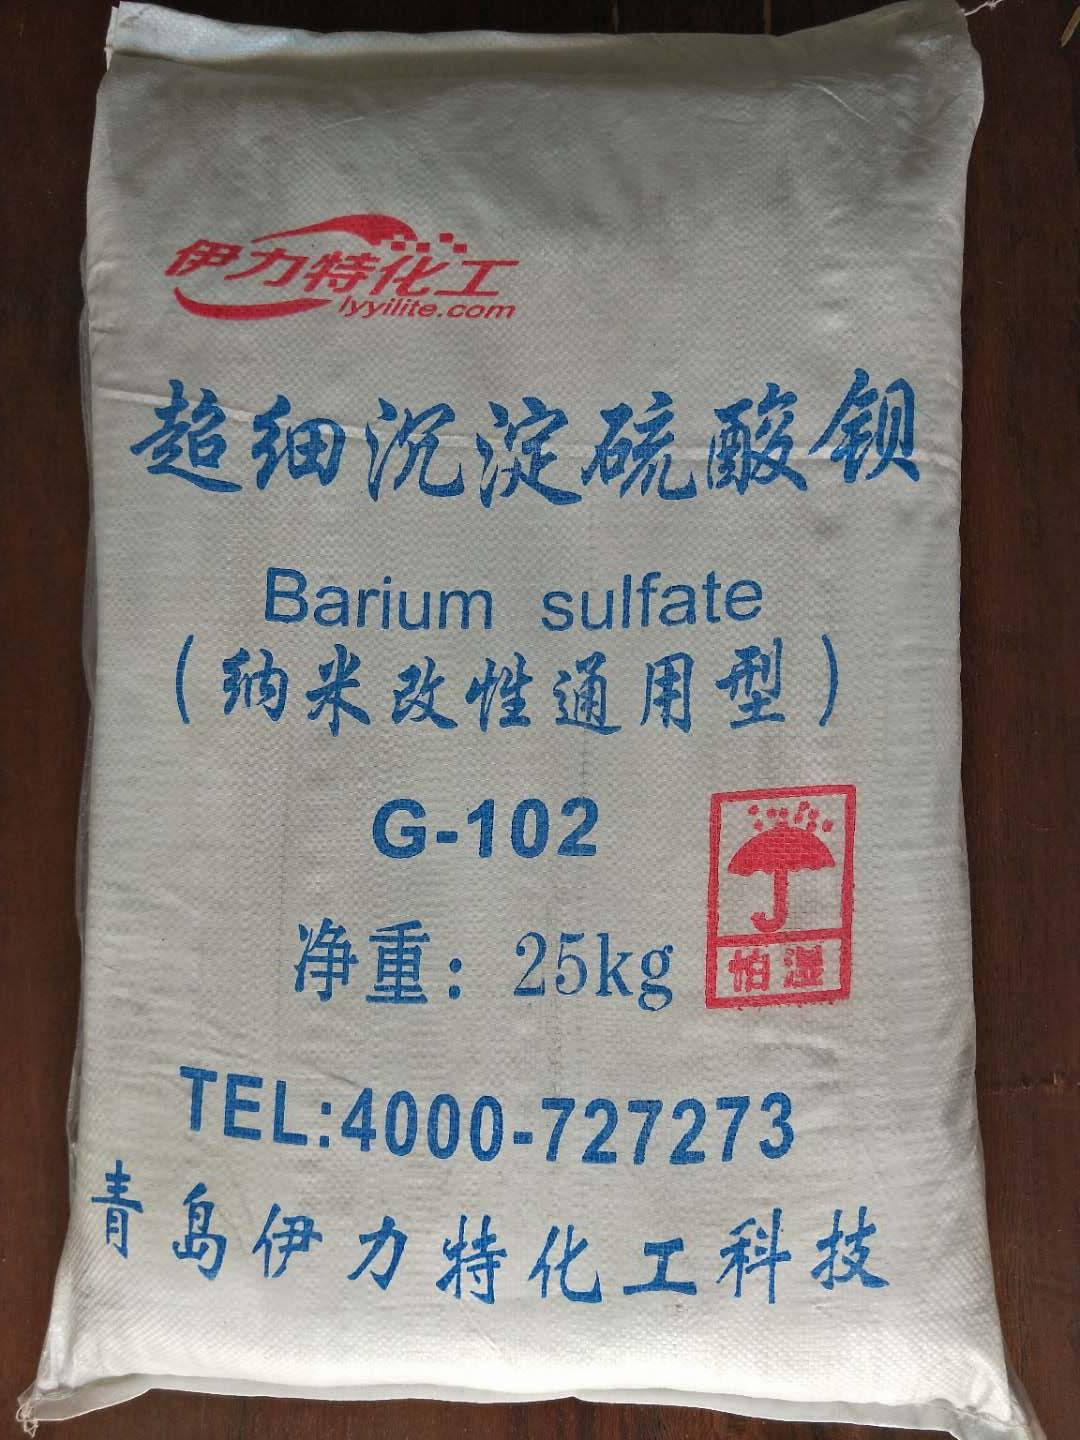 伊力特化工
lyyilite.com
超细沉淀硫酸钡
Barium sulfate
(纳米改性通用型)
G-102
净重：25kg
怕湿
TEL:4000-727273
青岛伊力特化工科技